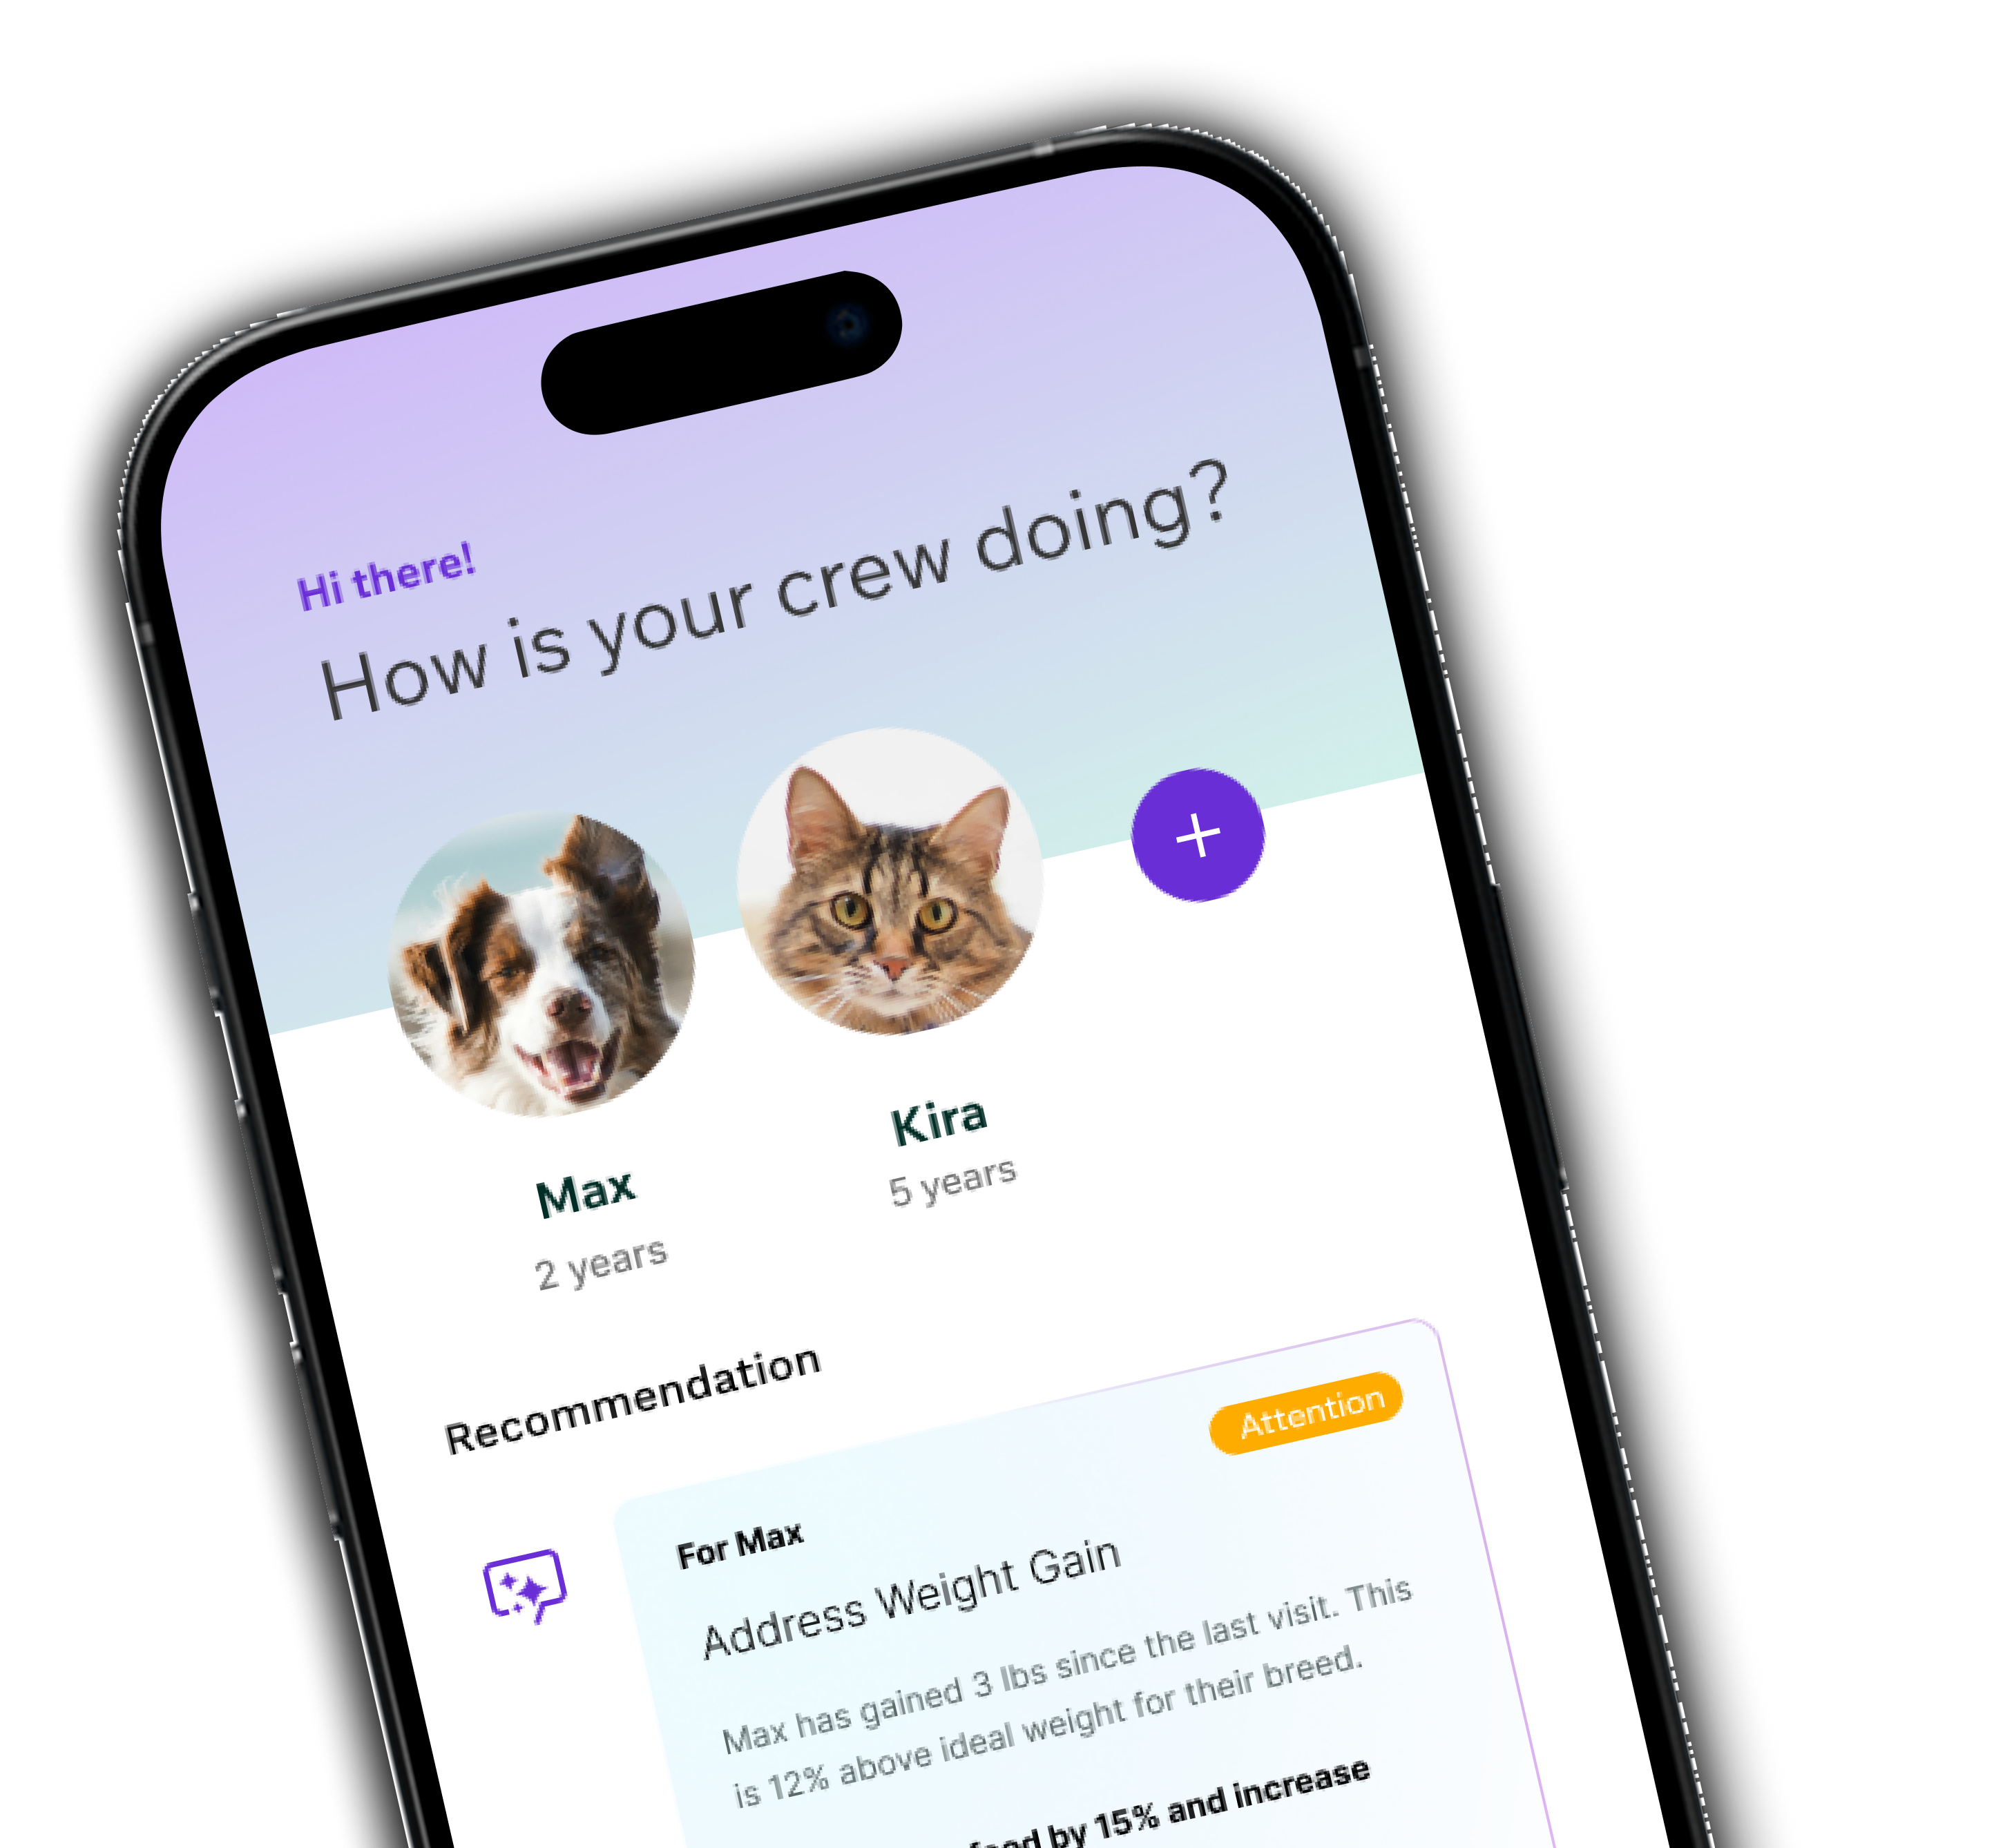 Hi there!
How is your crew doing?
Max
2 years
Kira
5 years
Recommendation
Attention
For Max
Address Weight Gain
Max has gained 3 lbs since the last visit. This
is 12% above ideal weight for their breed.
by 15% and increase